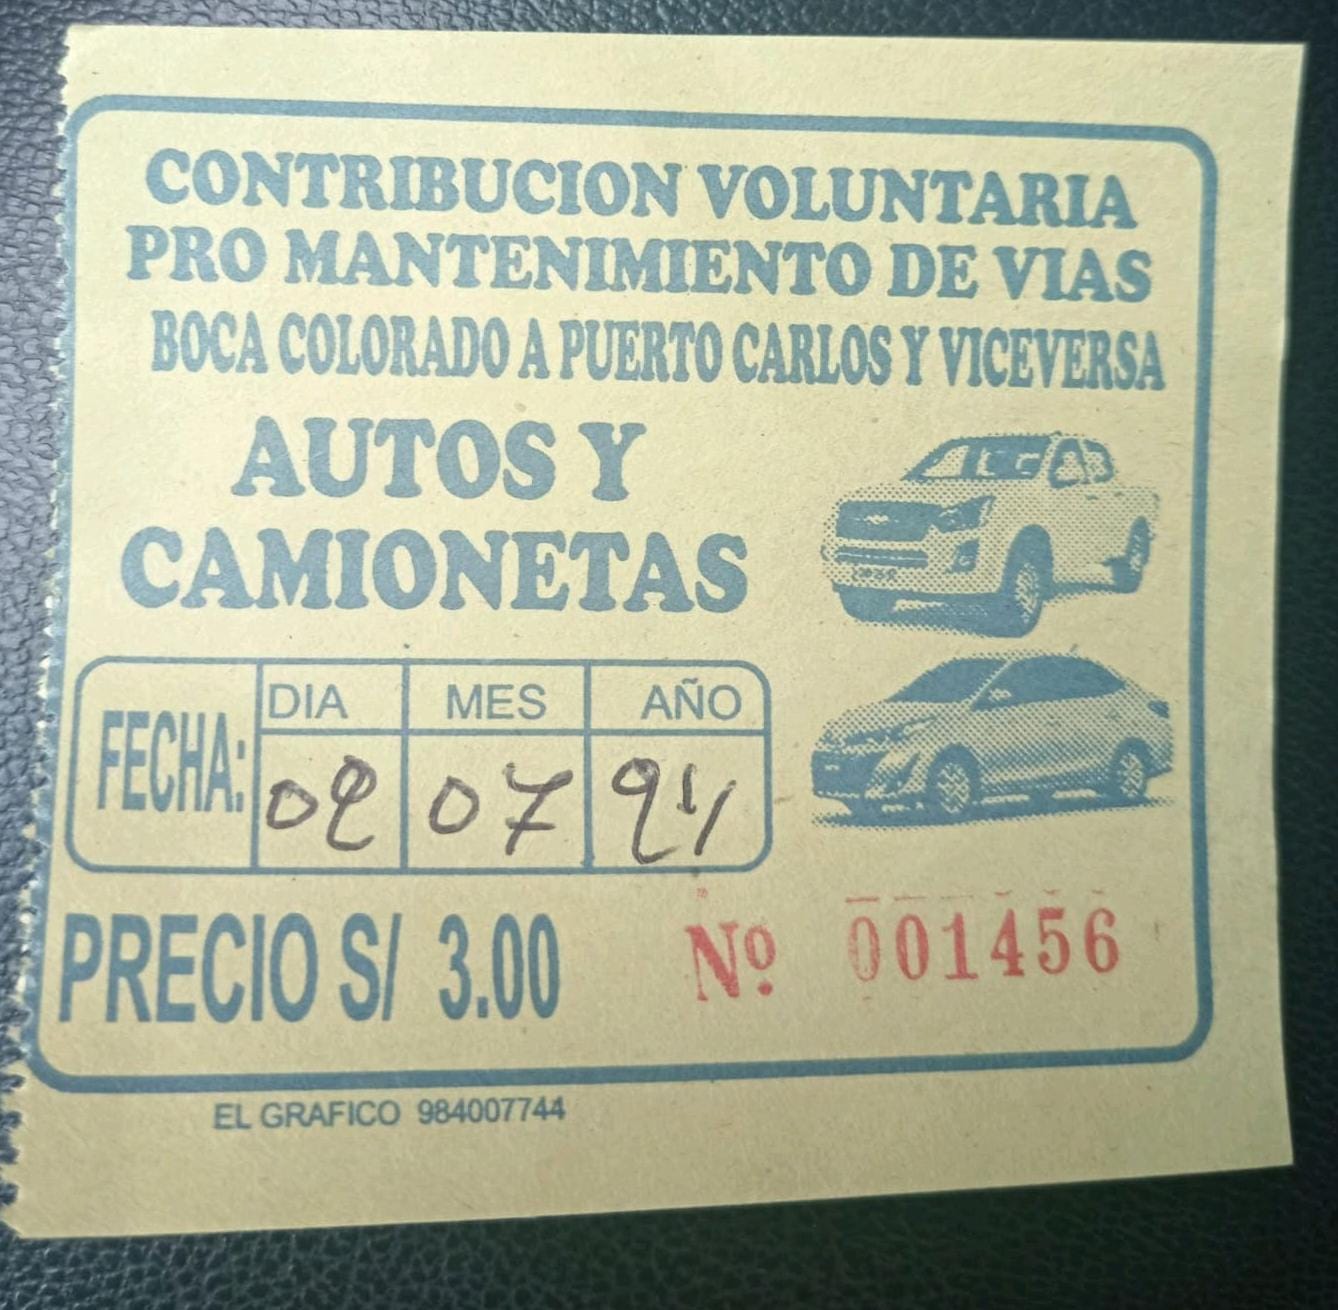 CONTRIBUCION VOLUNTARIA
PRO MANTENIMIENTO DE VIAS
BOCA COLORADO A PUERTO CARLOS Y VICEVERSA
AUTOS Y
CAMIONETAS
FECHA: DIA MES AÑO
02 07 24
PRECIO S/ 3.00 Nº 001456
EL GRAFICO 984007744